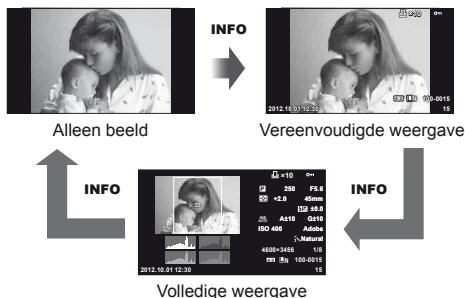 INFO
×10
2012.10.01 12:30
100-0015
15
Alleen beeld
Vereenvoudigde weergave
INFO
INFO
×10
P 250 F5.6
+2.0 45mm
±0.0
A±10 G±10
ISO 400 Adobe
Natural
4608×3456 1/8
100-0015
2012.10.01 12:30 15
Volledige weergave